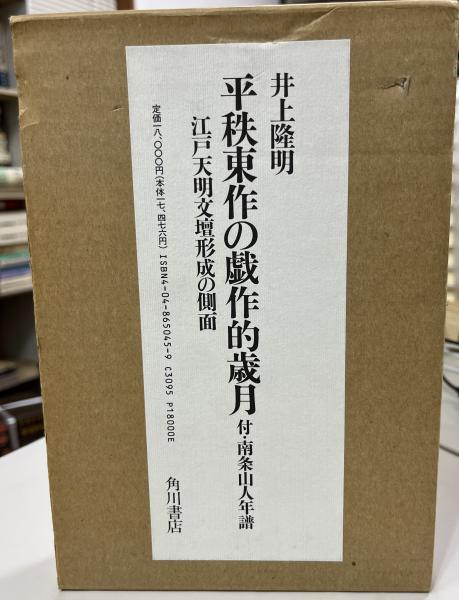 井上隆明
平秩東作の戯作的歳月 付・南条山人年譜
江戸天明文壇形成の側面
定価一八、〇〇〇円(本体一七、四七六円) ISBN4-04-865045-9 C3095 P18000E
角川書店